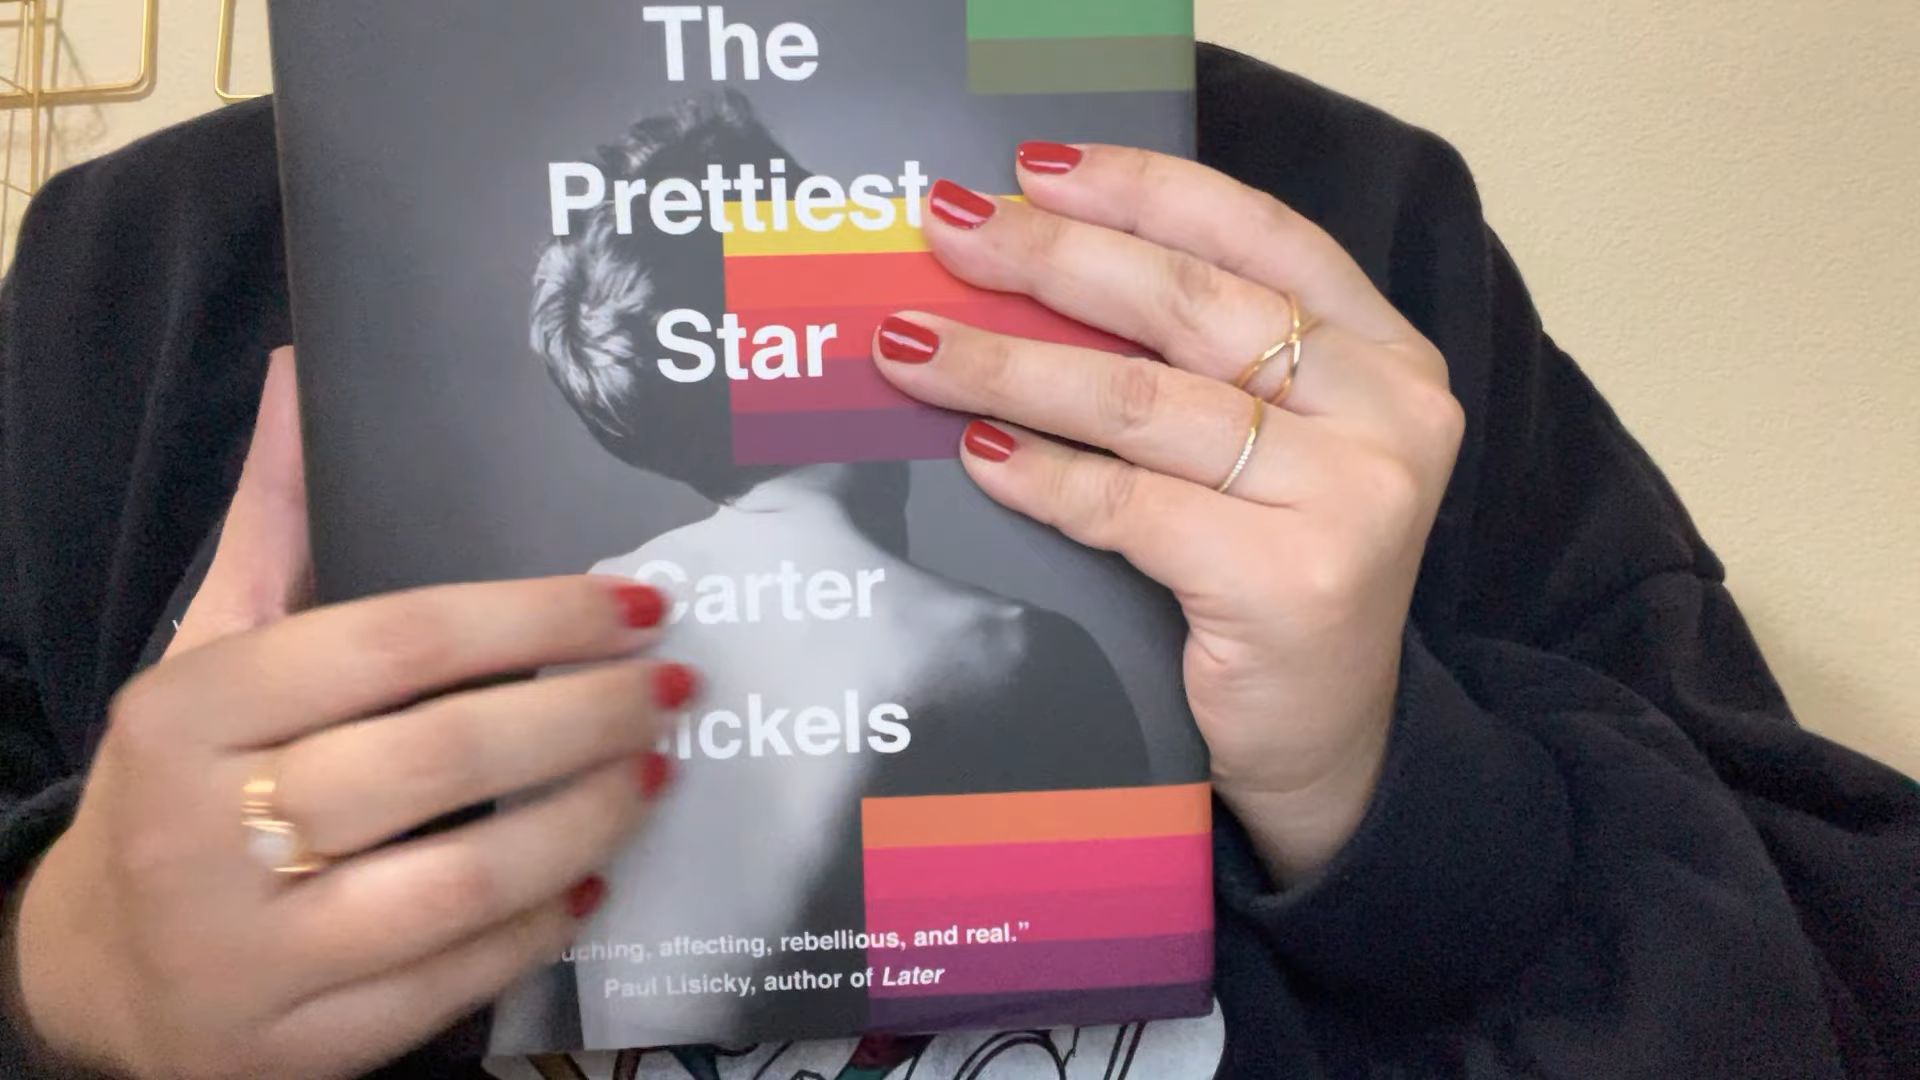 The
Prettiest
Star
Carter
ickels
uching, affecting, rebellious, and real.”
Paul Lisicky, author of Later